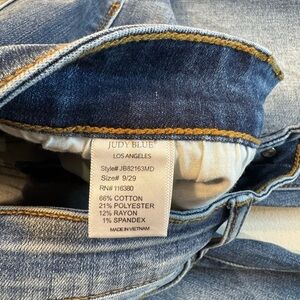 JUDY BLUE
LOS ANGELES
Style# JB82163MD
Size# 9/29
RN# 116380
66% COTTON
21% POLYESTER
12% RAYON
1% SPANDEX
MADE IN VIETNAM